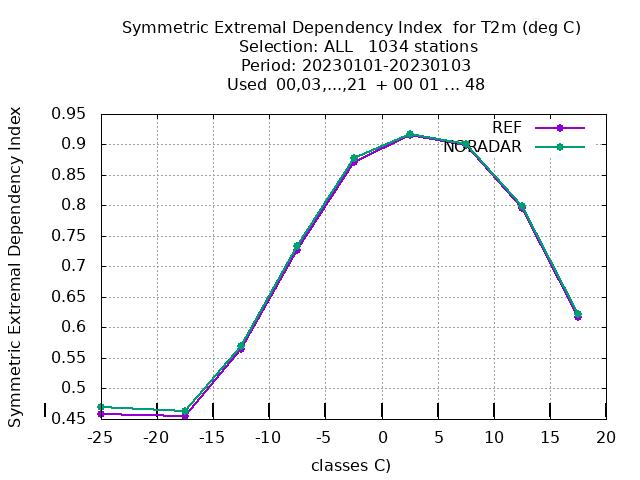 Symmetric Extremal Dependency Index  for T2m (deg C)
Selection: ALL   1034 stations
Period: 20230101-20230103
Used  00,03,...,21  + 00 01 ... 48
Symmetric Extremal Dependency Index
0.95
0.9
0.85
0.8
0.75
0.7
0.65
0.6
0.55
0.5
0.45
REF
NORADAR
-25 -20 -15 -10 -5 0 5 10 15 20
classes C)